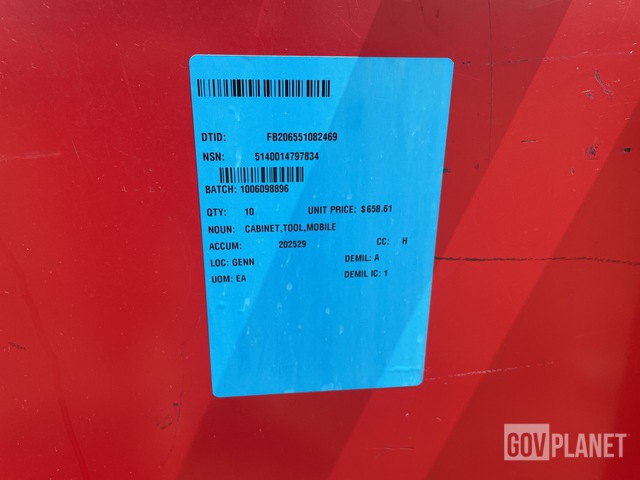 DTID: FB206551082469
NSN: 5140014797834
BATCH: 1006098896
QTY: 10 UNIT PRICE: $658.61
NOUN: CABINET,TOOL,MOBILE
ACCUM: 202529 CC: H
LOC: GENN DEMIL: A
UOM: EA DEMIL IC: 1
GOVPLANET